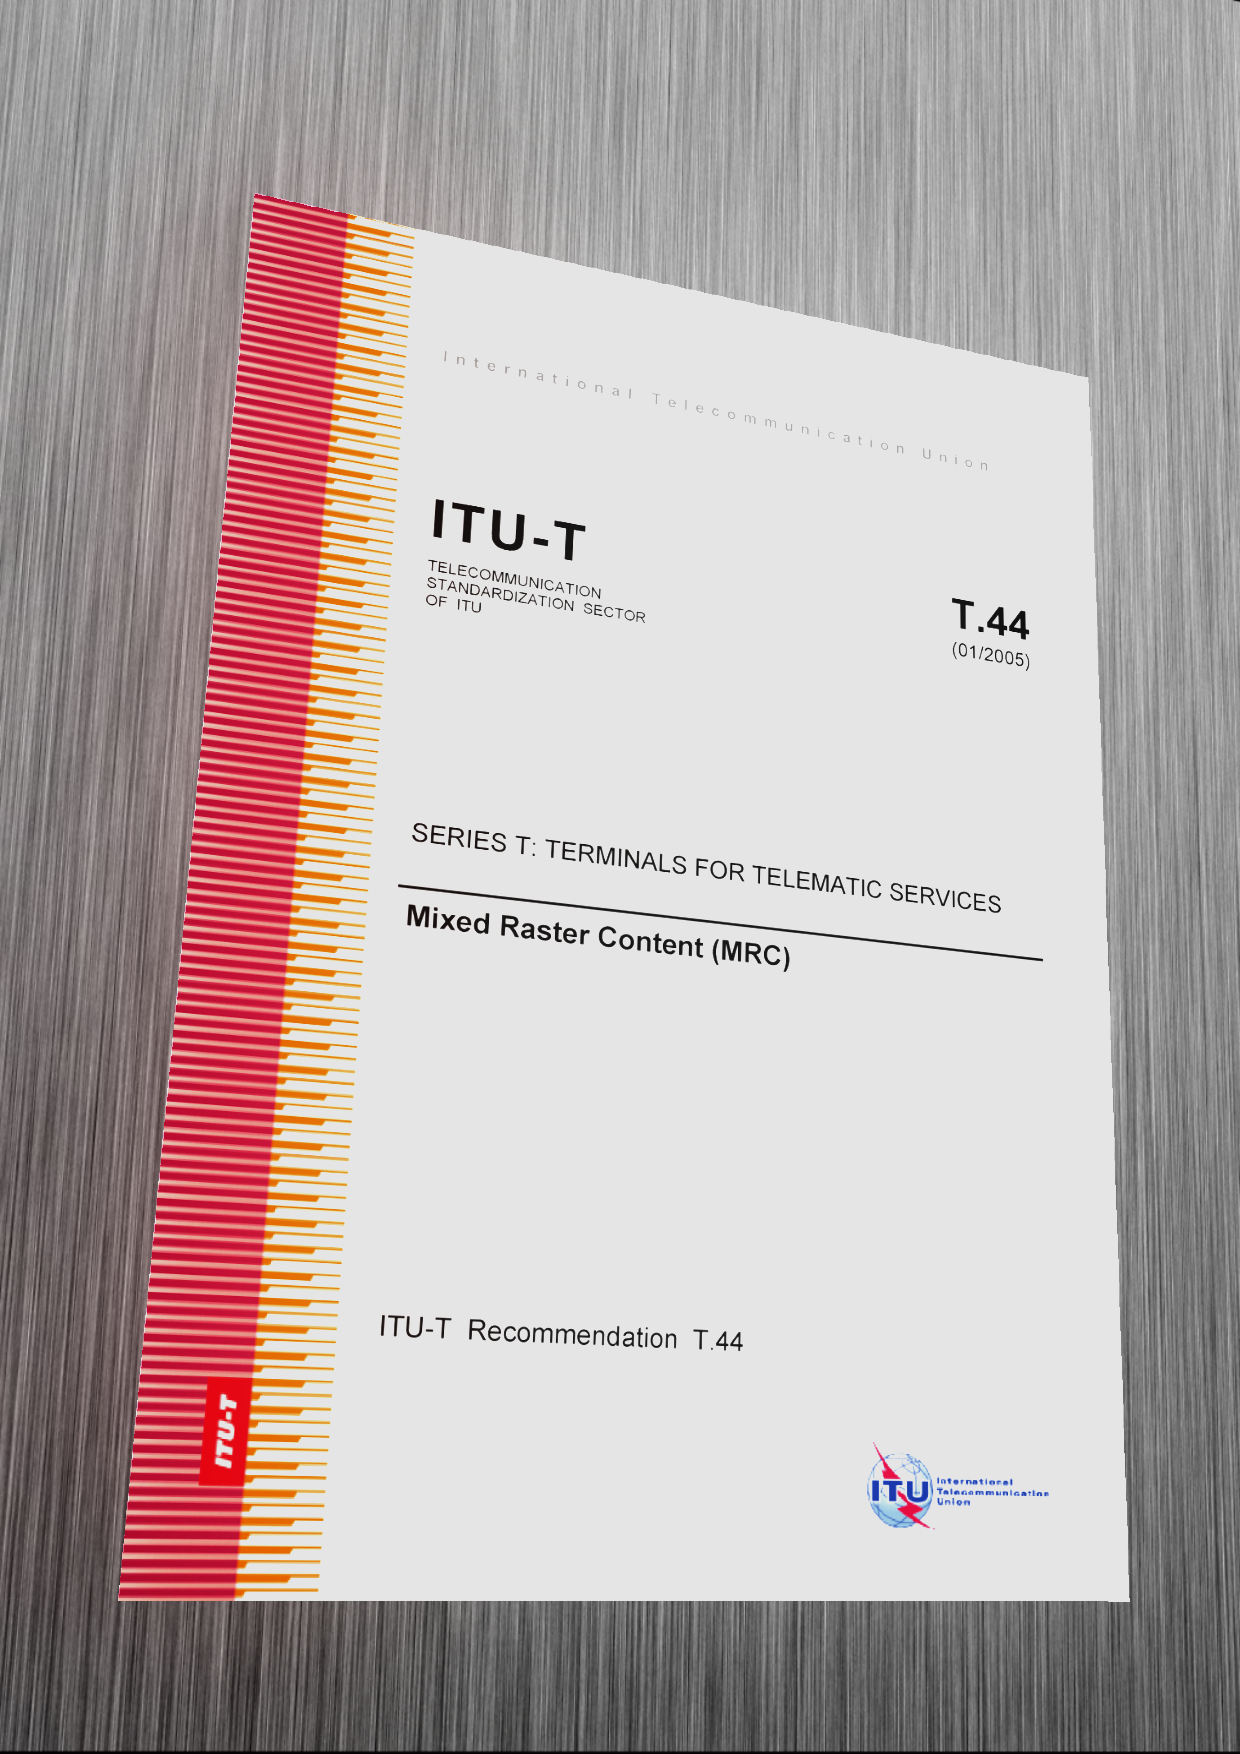 International Telecommunication Union
ITU-T
TELECOMMUNICATION
STANDARDIZATION SECTOR
OF ITU
T.44
(01/2005)
SERIES T: TERMINALS FOR TELEMATIC SERVICES
Mixed Raster Content (MRC)
ITU-T Recommendation T.44
ITU-T
ITU
International
Telecommunication
Union